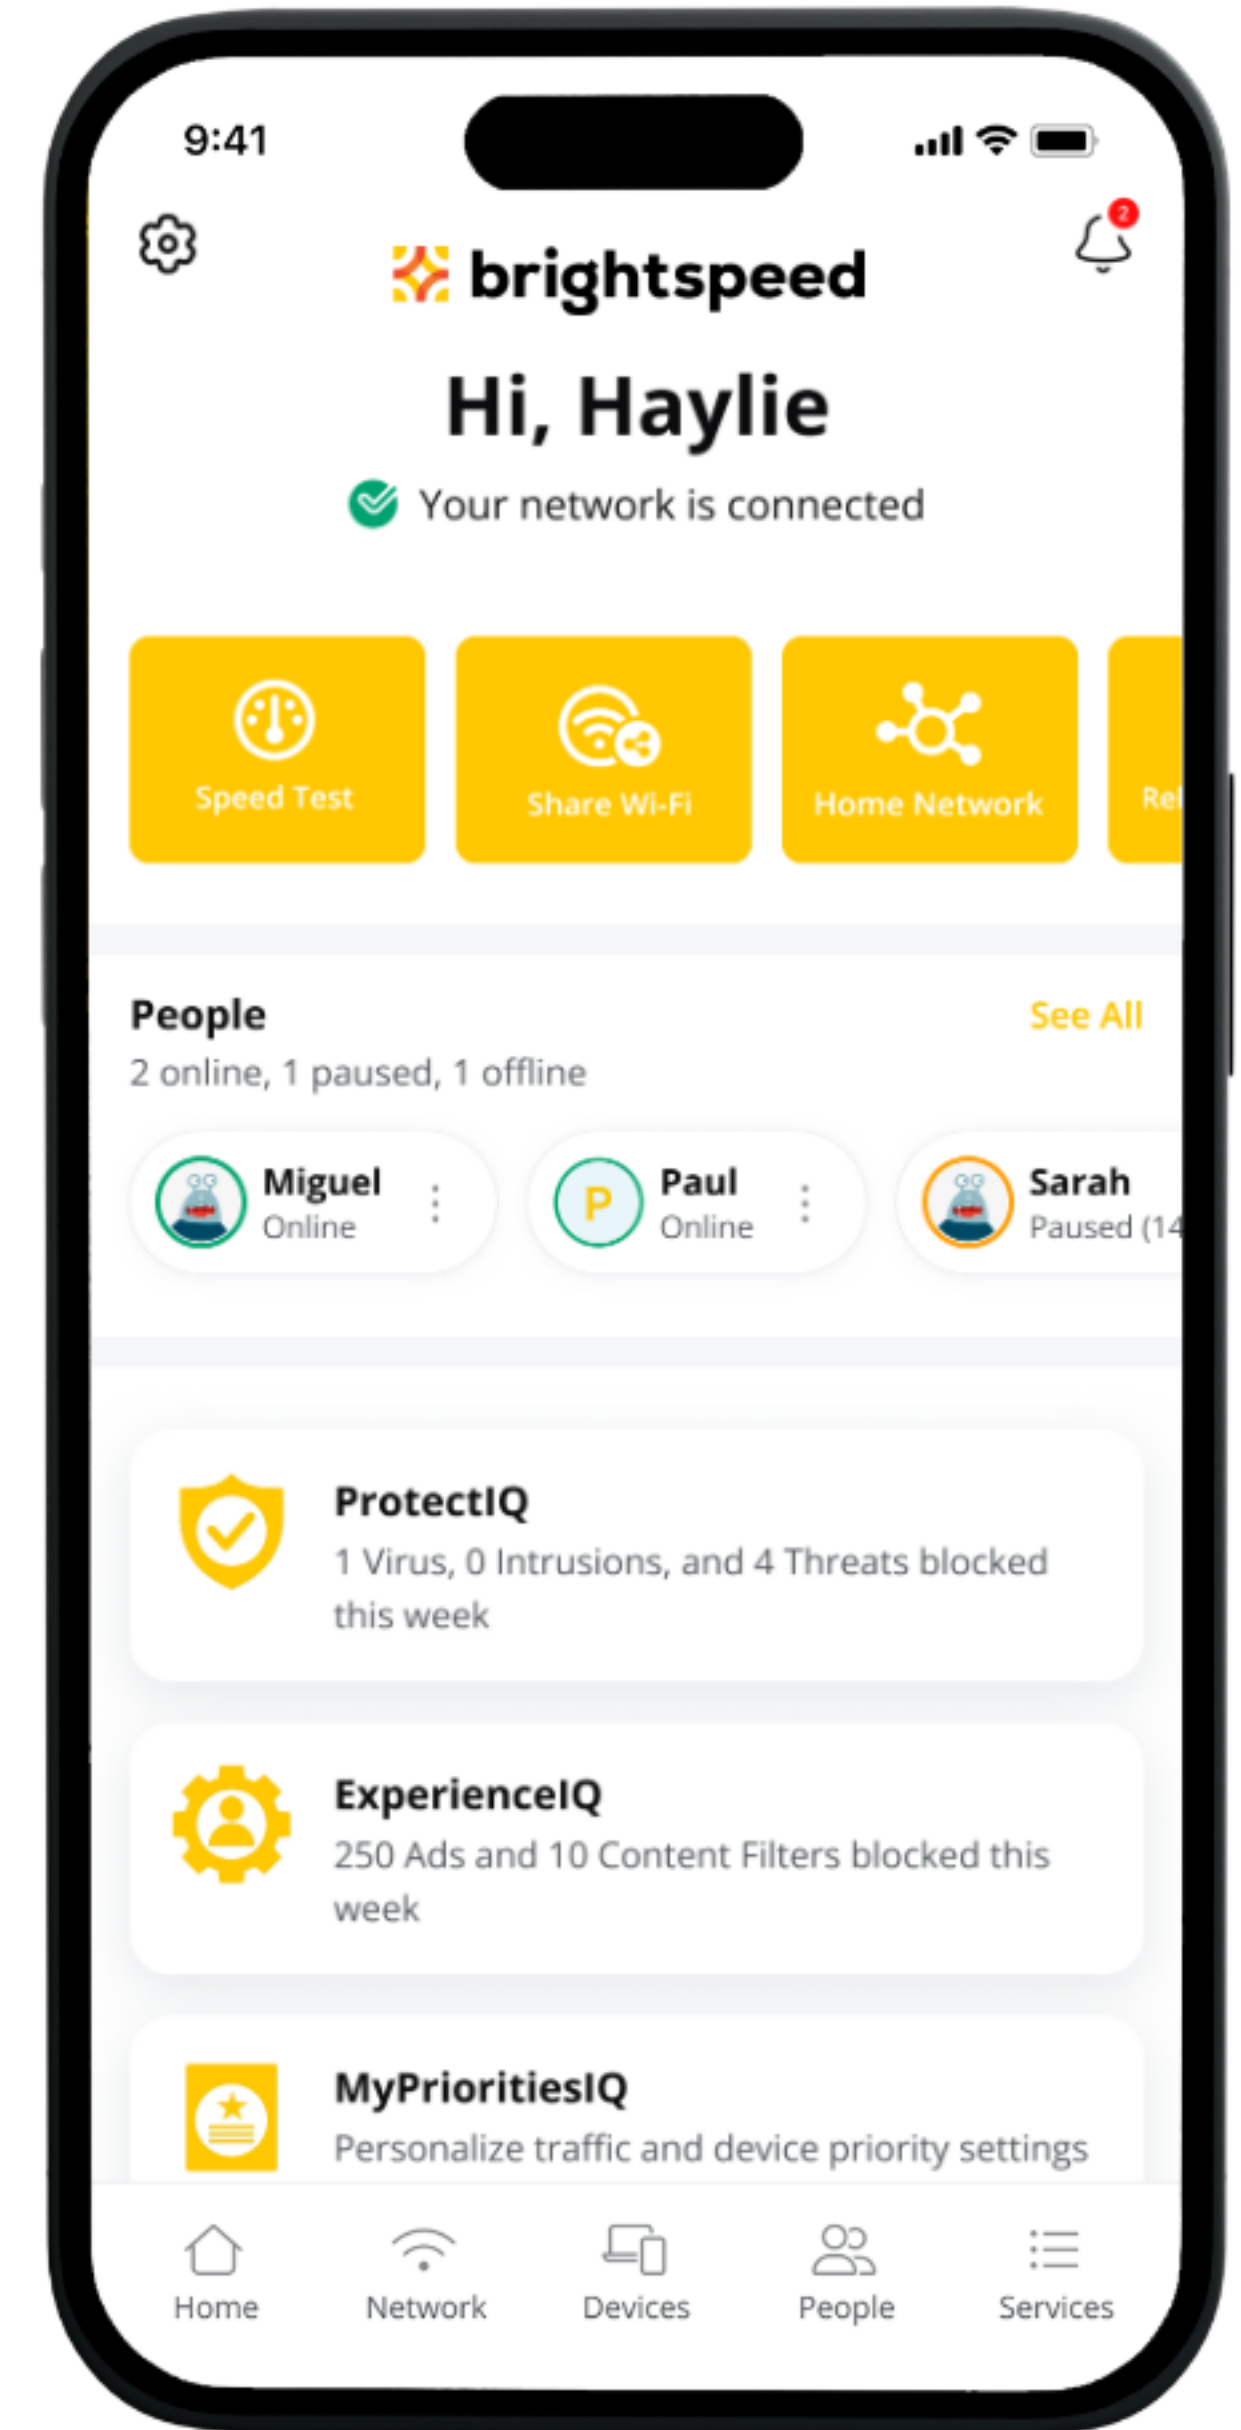 9:41
2
brightspeed
Hi, Haylie
Your network is connected
Speed Test
Share Wi-Fi
Home Network
People
See All
2 online, 1 paused, 1 offline
Miguel
Online
P
Paul
Online
Sarah
Paused (14
ProtectIQ
1 Virus, 0 Intrusions, and 4 Threats blocked
this week
ExperienceIQ
250 Ads and 10 Content Filters blocked this
week
MyPrioritiesIQ
Personalize traffic and device priority settings
Home
Network
Devices
People
Services